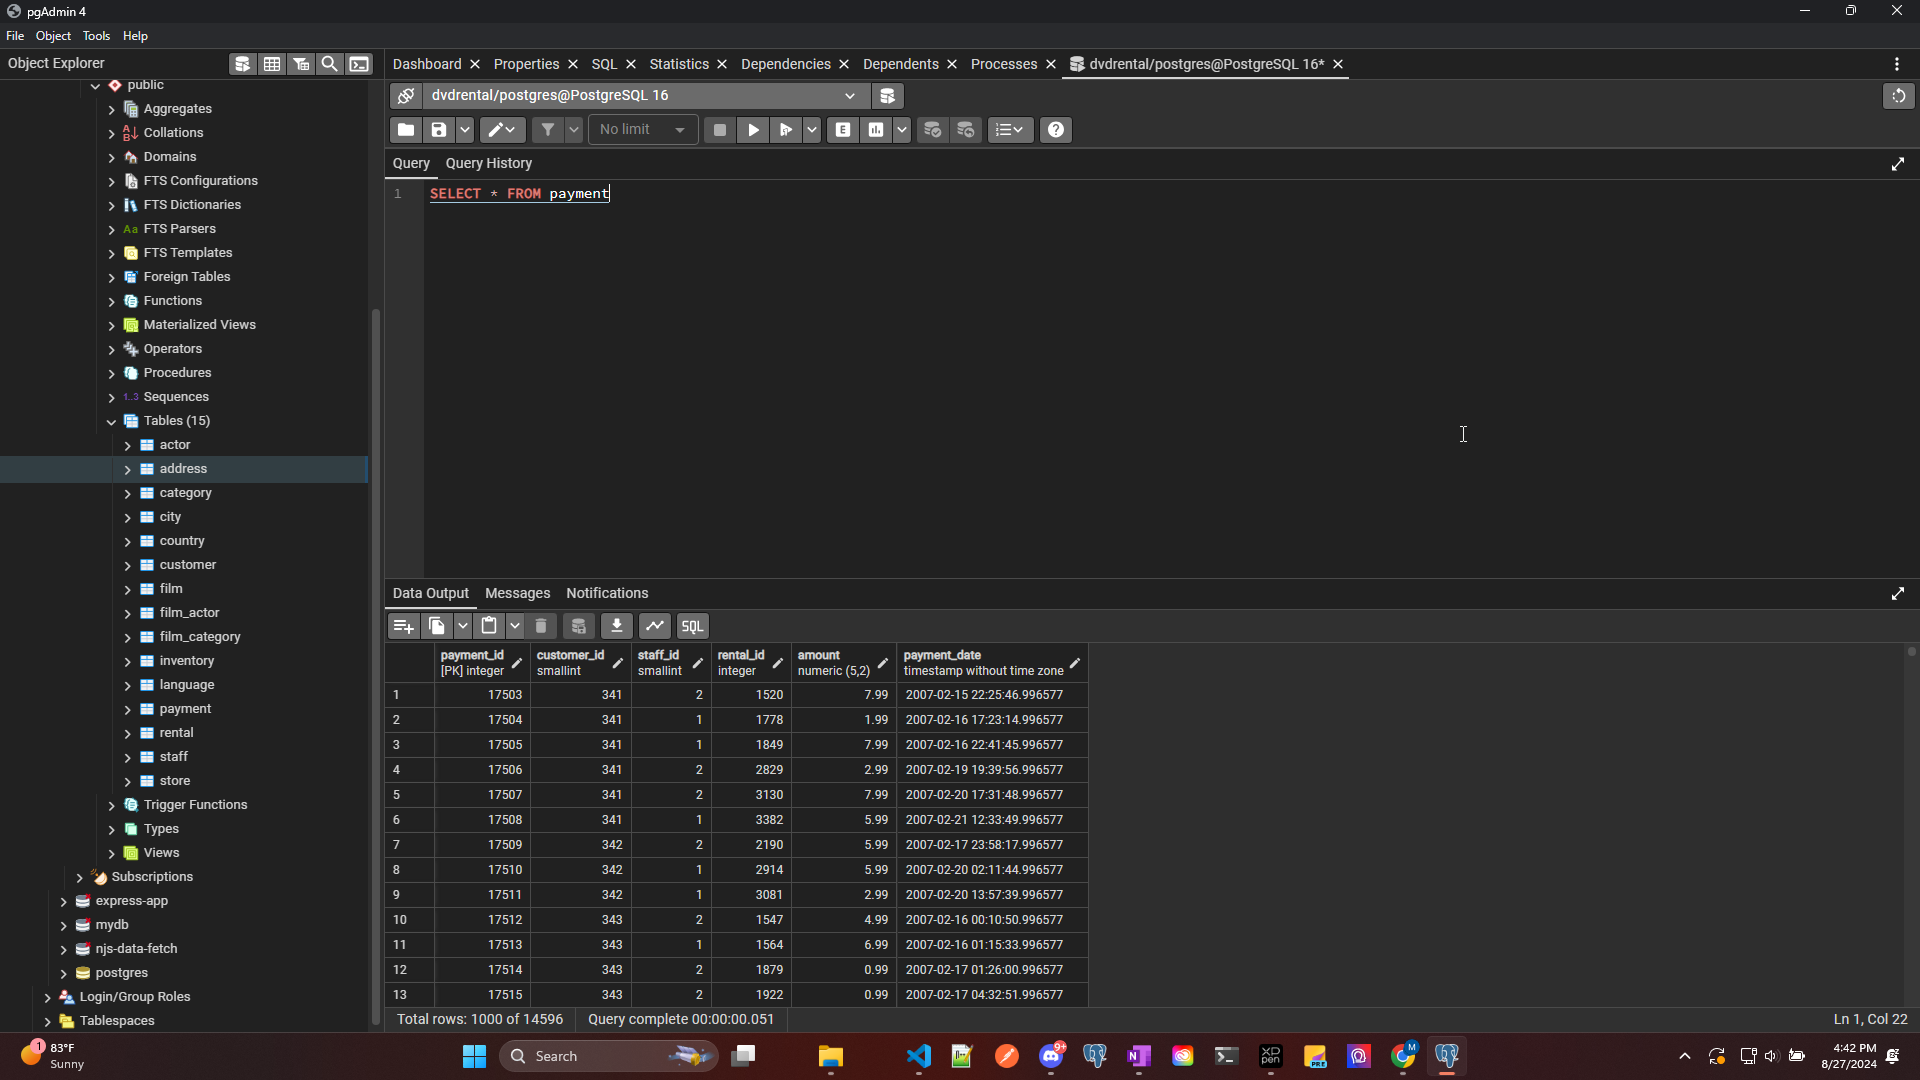 pgAdmin 4
File Object Tools Help
Object Explorer
Dashboard Properties SQL Statistics Dependencies Dependents Processes dvdrental/postgres@PostgreSQL 16*
public
Aggregates
Collations
Domains
FTS Configurations
FTS Dictionaries
Aa FTS Parsers
FTS Templates
Foreign Tables
Functions
Materialized Views
Operators
Procedures
1..3 Sequences
Tables (15)
actor
address
category
city
country
customer
film
film_actor
film_category
inventory
language
payment
rental
staff
store
Trigger Functions
Types
Views
Subscriptions
express-app
mydb
njs-data-fetch
postgres
Login/Group Roles
Tablespaces
dvdrental/postgres@PostgreSQL 16
No limit
E
Query Query History
1 SELECT * FROM payment
Data Output Messages Notifications
SQL
payment_id customer_id staff_id rental_id amount payment_date
[PK] integer smallint smallint integer numeric (5,2) timestamp without time zone
1 17503 341 2 1520 7.99 2007-02-15 22:25:46.996577
2 17504 341 1 1778 1.99 2007-02-16 17:23:14.996577
3 17505 341 1 1849 7.99 2007-02-16 22:41:45.996577
4 17506 341 2 2829 2.99 2007-02-19 19:39:56.996577
5 17507 341 2 3130 7.99 2007-02-20 17:31:48.996577
6 17508 341 1 3382 5.99 2007-02-21 12:33:49.996577
7 17509 342 2 2190 5.99 2007-02-17 23:58:17.996577
8 17510 342 1 2914 5.99 2007-02-20 02:11:44.996577
9 17511 342 1 3081 2.99 2007-02-20 13:57:39.996577
10 17512 343 2 1547 4.99 2007-02-16 00:10:50.996577
11 17513 343 1 1564 6.99 2007-02-16 01:15:33.996577
12 17514 343 2 1879 0.99 2007-02-17 01:26:00.996577
13 17515 343 2 1922 0.99 2007-02-17 04:32:51.996577
Total rows: 1000 of 14596 Query complete 00:00:00.051 Ln 1, Col 22
1 83°F
Sunny
Search
9+
N
XP
pen
PRE
M
4:42 PM
8/27/2024